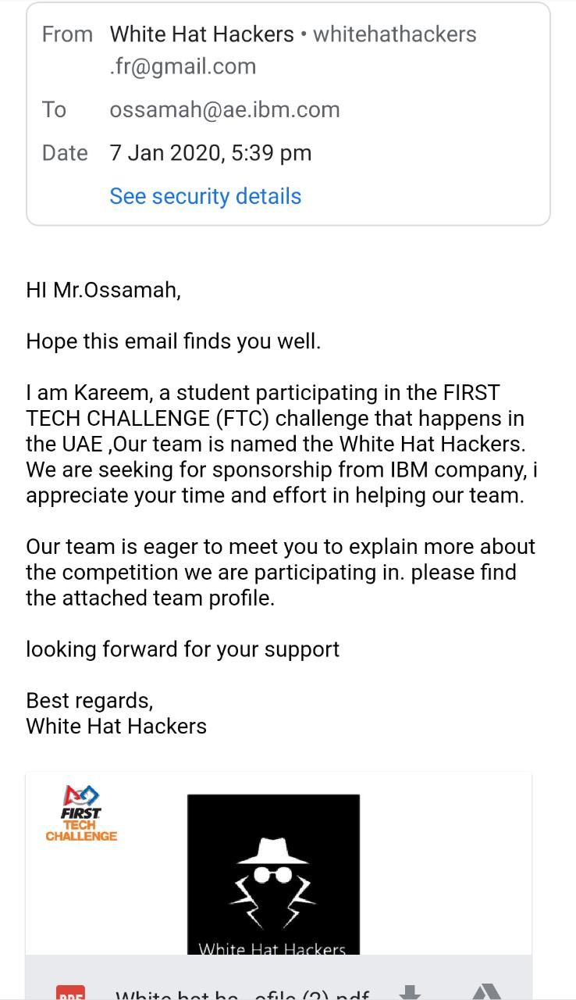 From White Hat Hackers • whitehathackers
.fr@gmail.com
To ossamah@ae.ibm.com
Date 7 Jan 2020, 5:39 pm
See security details
HI Mr.Ossamah,
Hope this email finds you well.
I am Kareem, a student participating in the FIRST
TECH CHALLENGE (FTC) challenge that happens in
the UAE ,Our team is named the White Hat Hackers.
We are seeking for sponsorship from IBM company, i
appreciate your time and effort in helping our team.
Our team is eager to meet you to explain more about
the competition we are participating in. please find
the attached team profile.
looking forward for your support
Best regards,
White Hat Hackers
FIRST
TECH
CHALLENGE
White Hat Hackers
PDF White hat ha...ofile (2).pdf